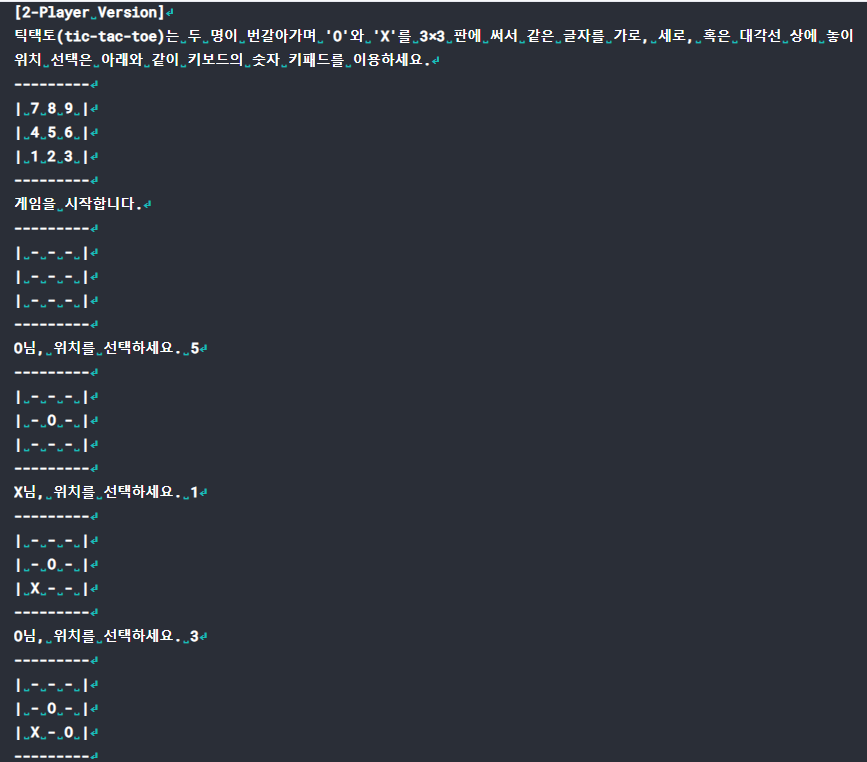 [2-Player Version]
틱택토(tic-tac-toe)는 두 명이 번갈아가며 'O'와 'X'를 3×3 판에 써서 같은 글자를 가로, 세로, 혹은 대각선 상에 놓이
위치 선택은 아래와 같이 키보드의 숫자 키패드를 이용하세요.
---------
| 7 8 9 |
| 4 5 6 |
| 1 2 3 |
---------
게임을 시작합니다.
---------
| - - - |
| - - - |
| - - - |
---------
O님, 위치를 선택하세요. 5
---------
| - - - |
| - O - |
| - - - |
---------
X님, 위치를 선택하세요. 1
---------
| - - - |
| - O - |
| X - - |
---------
O님, 위치를 선택하세요. 3
---------
| - - - |
| - O - |
| X - O |
---------